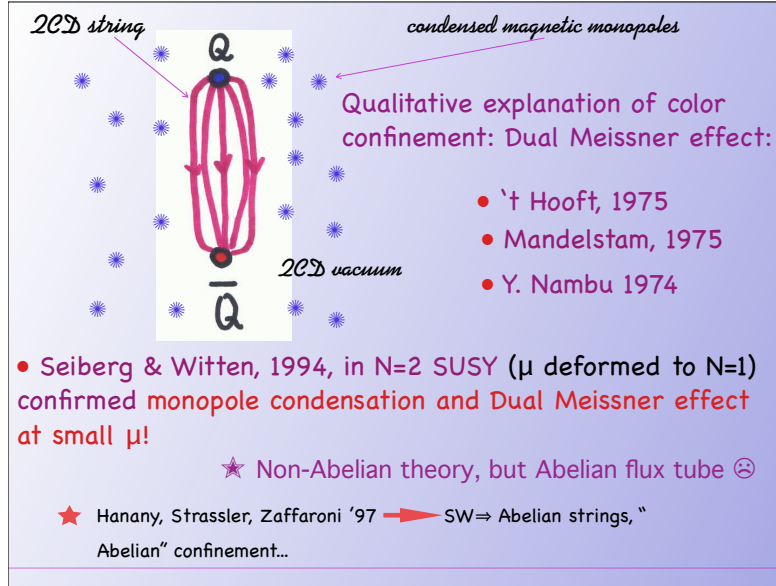 QCD string
Q
condensed magnetic monopoles
Qualitative explanation of color
confinement: Dual Meissner effect:
• ‘t Hooft, 1975
• Mandelstam, 1975
• Y. Nambu 1974
QCD vacuum
Q̅
• Seiberg & Witten, 1994, in N=2 SUSY (μ deformed to N=1)
confirmed monopole condensation and Dual Meissner effect
at small μ!
✭ Non-Abelian theory, but Abelian flux tube ☹
★ Hanany, Strassler, Zaffaroni ’97 ➞ SW⇒ Abelian strings, “
Abelian” confinement…